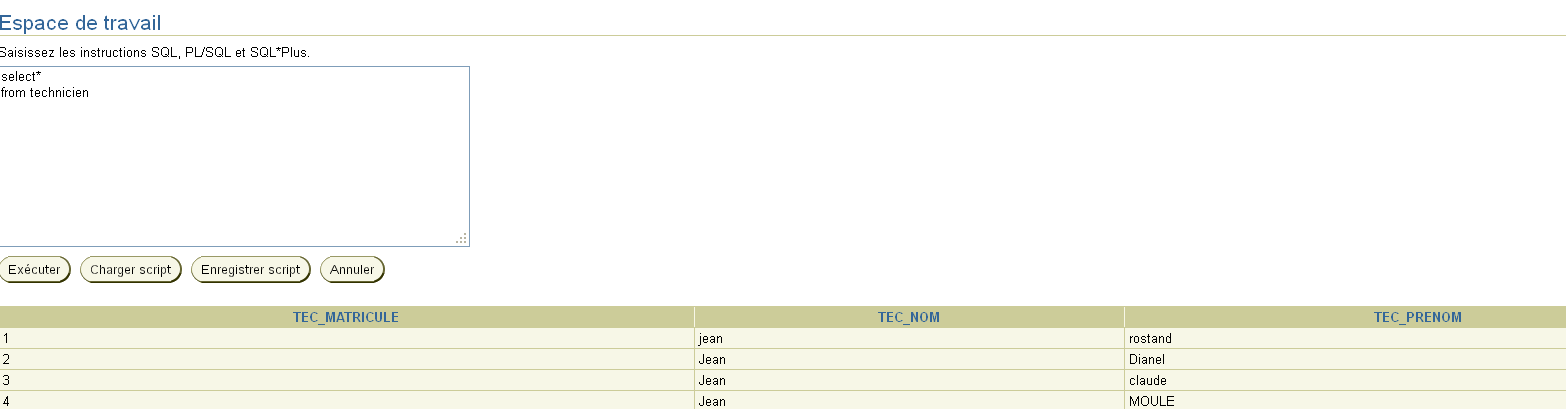 Espace de travail
Saisissez les instructions SQL, PL/SQL et SQL*Plus.
select*
from technicien
Exécuter Charger script Enregistrer script Annuler
TEC_MATRICULE TEC_NOM TEC_PRENOM
1 jean rostand
2 Jean Dianel
3 Jean claude
4 Jean MOULE